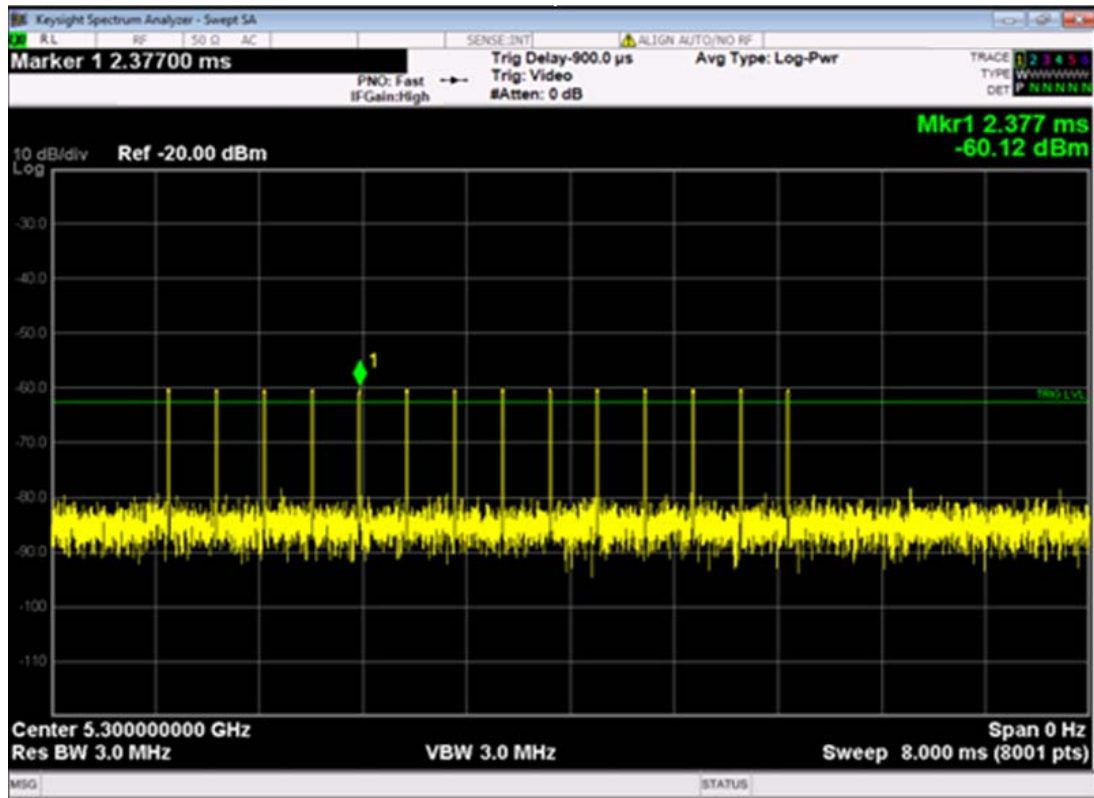 Keysight Spectrum Analyzer - Swept SA
RL RF 50 Ω AC SENSE:INT ALIGN AUTO/NO RF
Marker 1 2.37700 ms
PNO: Fast
IFGain:High
Trig Delay-900.0 µs
Trig: Video
#Atten: 0 dB
Avg Type: Log-Pwr
TRACE 1 2 3 4 5 6
TYPE WWWWWW
DET P N N N N N
Mkr1 2.377 ms
-60.12 dBm
10 dB/div Ref -20.00 dBm
Log
-30.0
-40.0
-50.0
1
-60.0
TRIG LVL
-70.0
-80.0
-90.0
-100
-110
Center 5.300000000 GHz Span 0 Hz
Res BW 3.0 MHz VBW 3.0 MHz Sweep 8.000 ms (8001 pts)
MSG STATUS